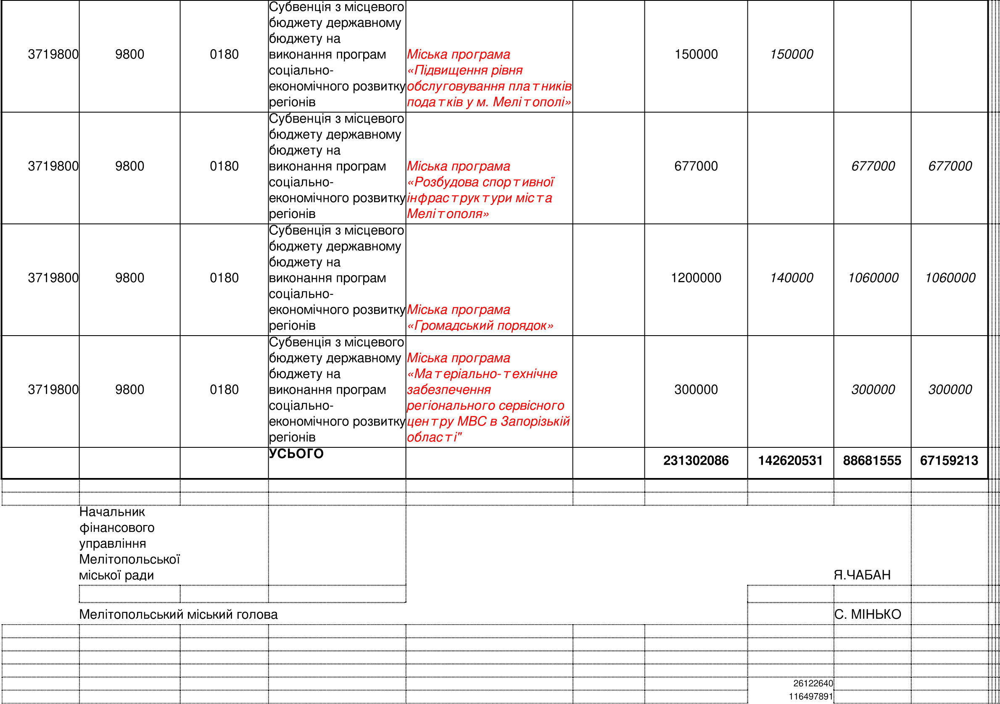 Субвенція з місцевого
бюджету державному
бюджету на
виконання програм
соціально-
економічного розвитку
регіонів
3719800 9800 0180 Міська програма 150000 150000
«Підвищення рівня
обслуговування платників
податків у м. Мелітополі»
Субвенція з місцевого
бюджету державному
бюджету на
виконання програм
соціально-
економічного розвитку
регіонів
3719800 9800 0180 Міська програма 677000 677000 677000
«Розбудова спортивної
інфраструктури міста
Мелітополя»
Субвенція з місцевого
бюджету державному
бюджету на
виконання програм
соціально-
економічного розвитку
регіонів
3719800 9800 0180 1200000 140000 1060000 1060000
Міська програма
«Громадський порядок»
Субвенція з місцевого
бюджету державному
бюджету на
виконання програм
соціально-
економічного розвитку
регіонів
Міська програма
«Матеріально-технічне
забезпечення
регіонального сервісного
центру МВС в Запорізькій
області"
3719800 9800 0180 300000 300000 300000
УСЬОГО 231302086 142620531 88681555 67159213
Начальник
фінансового
управління
Мелітопольської
міської ради Я.ЧАБАН
Мелітопольський міський голова С. МІНЬКО
26122640
116497891